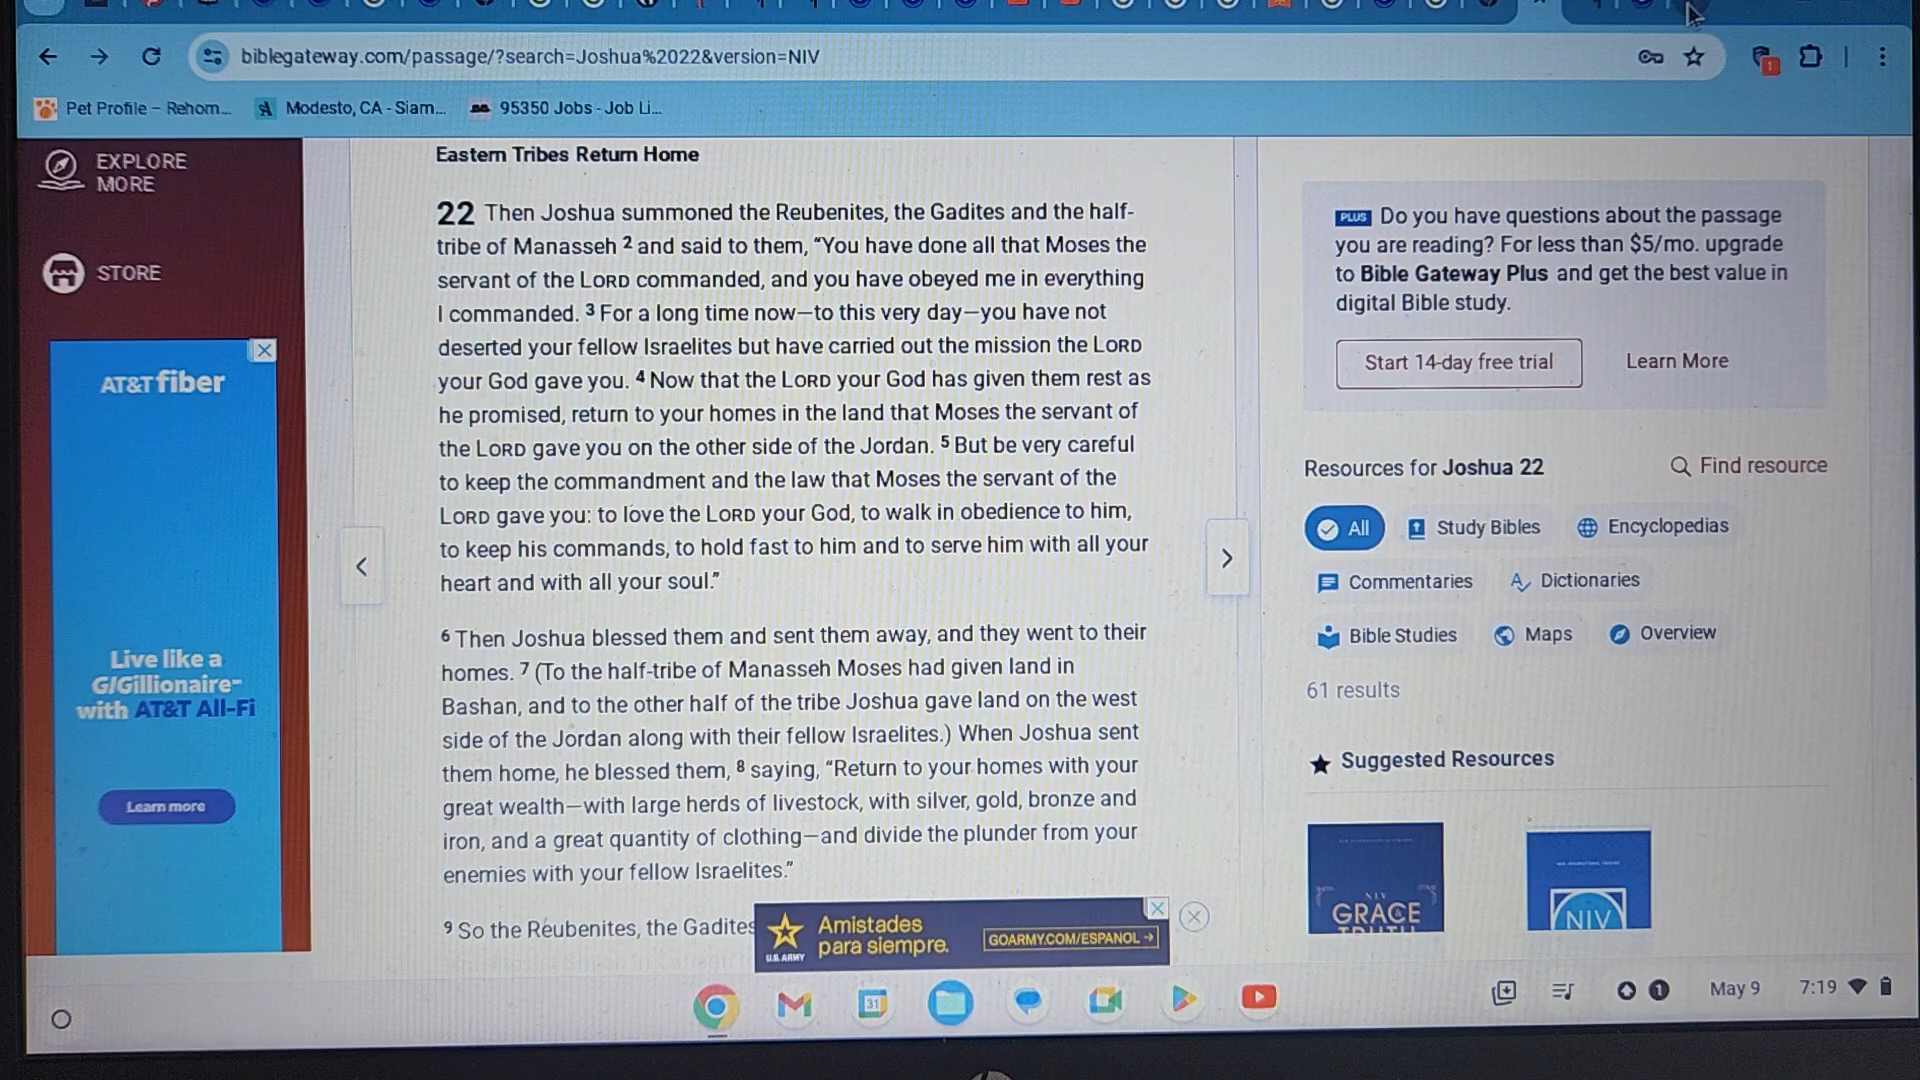 biblegateway.com/passage/?search=Joshua%2022&version=NIV
1
Pet Profile – Rehom...
Modesto, CA - Siam...
95350 Jobs - Job Li...
EXPLORE
MORE
STORE
AT&T fiber
Live like a
GIGillionaire℠
with AT&T All-Fi
Learn more
Eastern Tribes Return Home
22 Then Joshua summoned the Reubenites, the Gadites and the half-
tribe of Manasseh 2 and said to them, “You have done all that Moses the
servant of the LORD commanded, and you have obeyed me in everything
I commanded. 3 For a long time now—to this very day—you have not
deserted your fellow Israelites but have carried out the mission the LORD
your God gave you. 4 Now that the LORD your God has given them rest as
he promised, return to your homes in the land that Moses the servant of
the LORD gave you on the other side of the Jordan. 5 But be very careful
to keep the commandment and the law that Moses the servant of the
LORD gave you: to love the LORD your God, to walk in obedience to him,
to keep his commands, to hold fast to him and to serve him with all your
heart and with all your soul.”
6 Then Joshua blessed them and sent them away, and they went to their
homes. 7 (To the half-tribe of Manasseh Moses had given land in
Bashan, and to the other half of the tribe Joshua gave land on the west
side of the Jordan along with their fellow Israelites.) When Joshua sent
them home, he blessed them, 8 saying, “Return to your homes with your
great wealth—with large herds of livestock, with silver, gold, bronze and
iron, and a great quantity of clothing—and divide the plunder from your
enemies with your fellow Israelites.”
9 So the Reubenites, the Gadites
U.S. ARMY
Amistades
para siempre.
GOARMY.COM/ESPANOL
PLUS Do you have questions about the passage
you are reading? For less than $5/mo. upgrade
to Bible Gateway Plus and get the best value in
digital Bible study.
Start 14-day free trial
Learn More
Resources for Joshua 22
Find resource
All
Study Bibles
Encyclopedias
Commentaries
Dictionaries
Bible Studies
Maps
Overview
61 results
Suggested Resources
NIV
GRACE
TRUTH
NIV
31
1
May 9
7:19